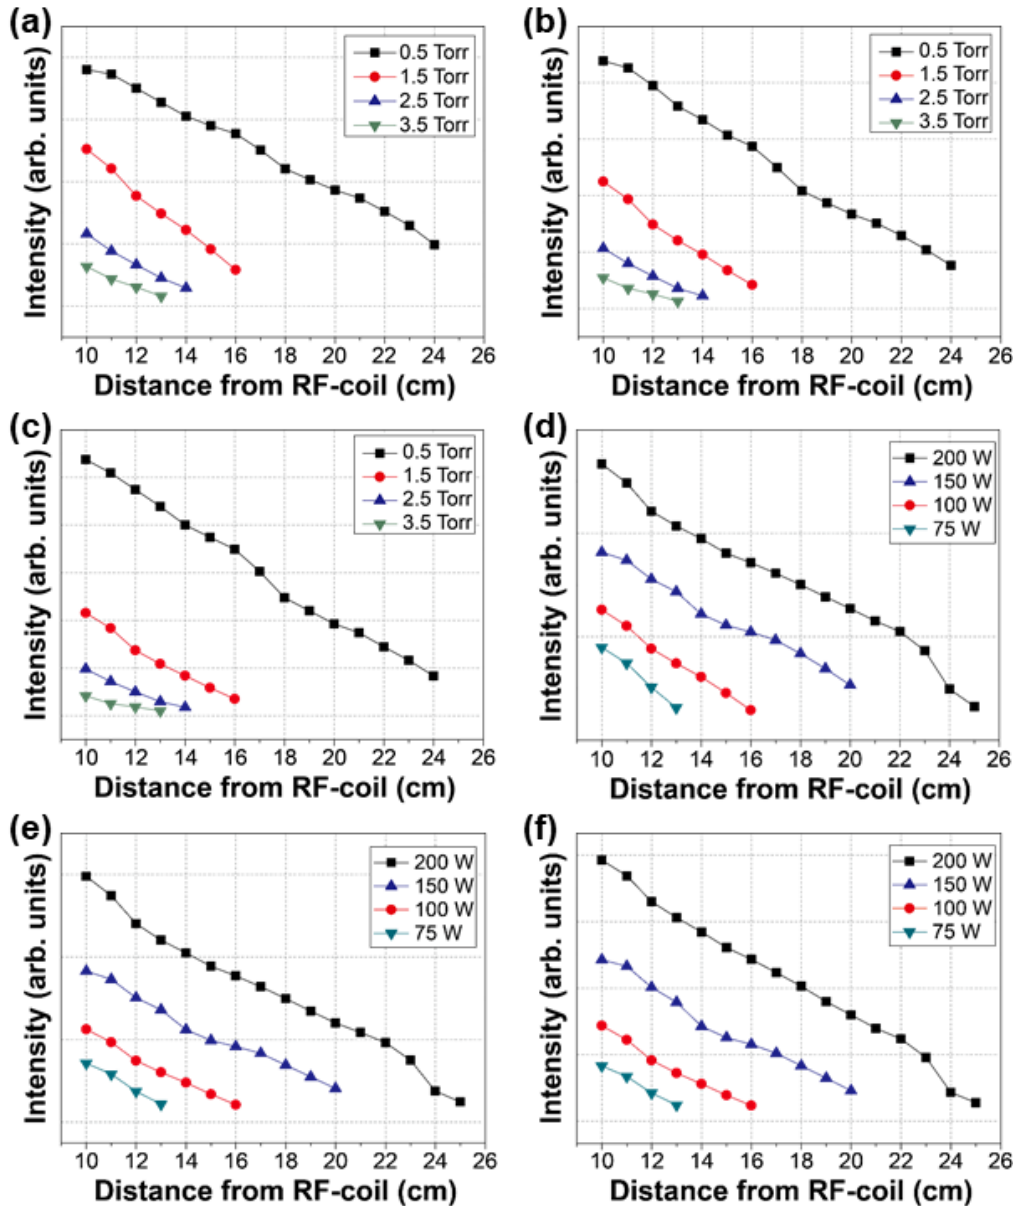 (a)
0.5 Torr
1.5 Torr
2.5 Torr
3.5 Torr
Intensity (arb. units)
10 12 14 16 18 20 22 24 26
Distance from RF-coil (cm)
(b)
0.5 Torr
1.5 Torr
2.5 Torr
3.5 Torr
Intensity (arb. units)
10 12 14 16 18 20 22 24 26
Distance from RF-coil (cm)
(c)
0.5 Torr
1.5 Torr
2.5 Torr
3.5 Torr
Intensity (arb. units)
10 12 14 16 18 20 22 24 26
Distance from RF-coil (cm)
(d)
200 W
150 W
100 W
75 W
Intensity (arb. units)
10 12 14 16 18 20 22 24 26
Distance from RF-coil (cm)
(e)
200 W
150 W
100 W
75 W
Intensity (arb. units)
10 12 14 16 18 20 22 24 26
Distance from RF-coil (cm)
(f)
200 W
150 W
100 W
75 W
Intensity (arb. units)
10 12 14 16 18 20 22 24 26
Distance from RF-coil (cm)